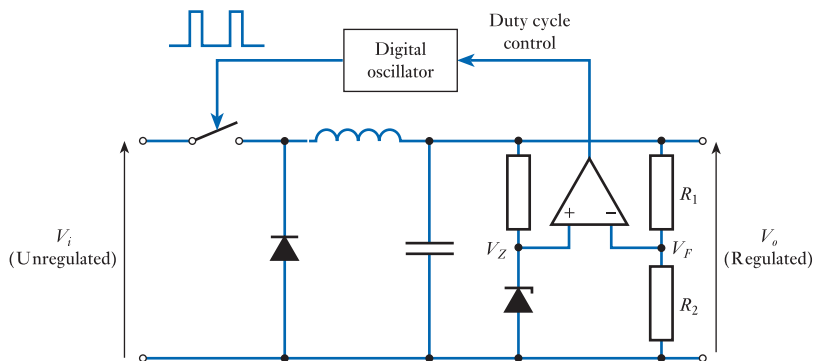 Duty cycle
control
Digital
oscillator
V_i
(Unregulated)
+
−
R_1
V_Z
V_F
V_o
(Regulated)
R_2